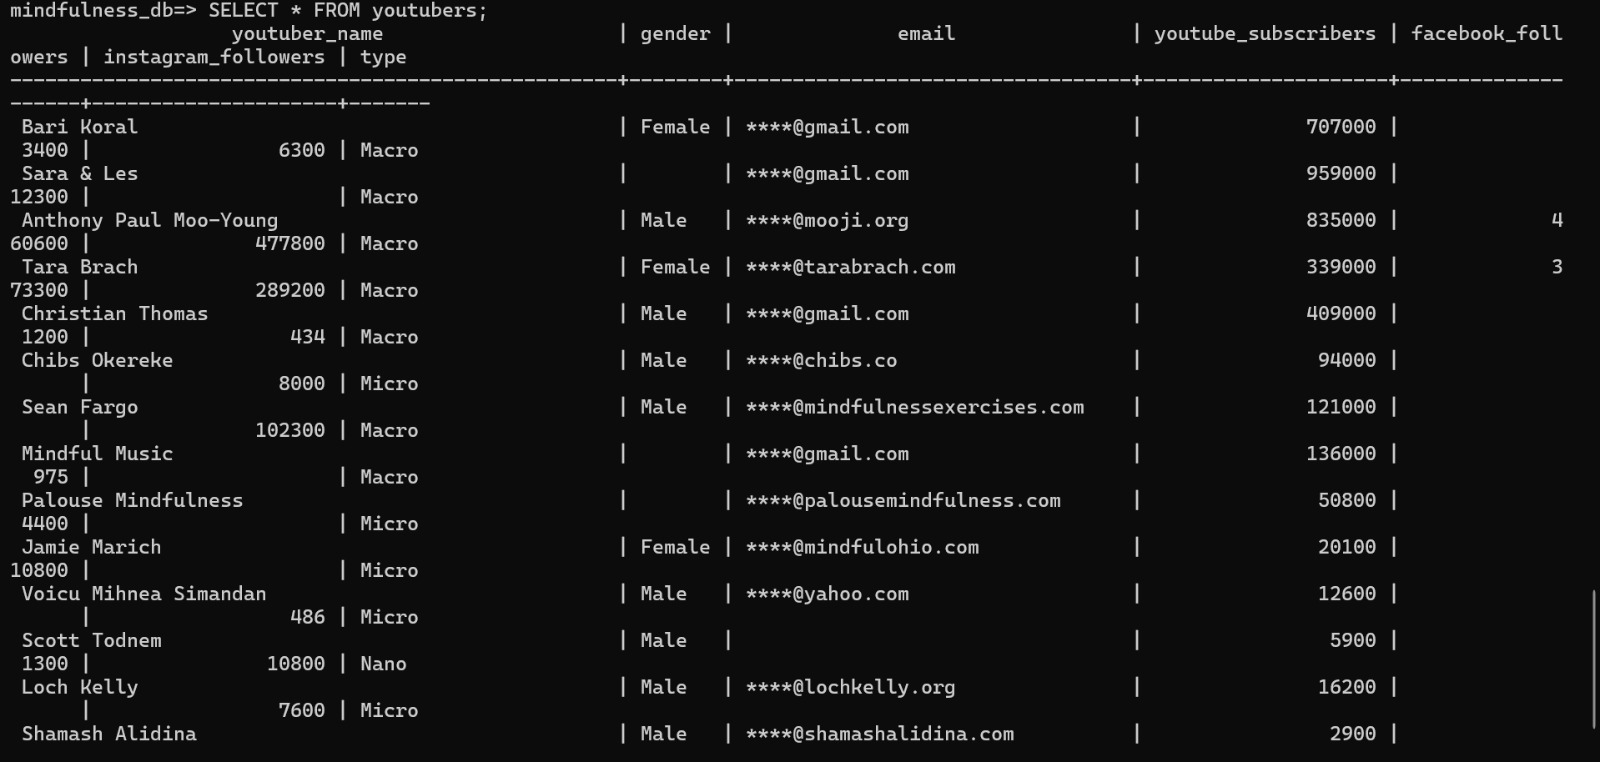 mindfulness_db=> SELECT * FROM youtubers;
youtuber_name | gender | email | youtube_subscribers | facebook_foll
owers | instagram_followers | type
----------------------------------------------------+--------+-----------------------------------+---------------------+--------------
------+---------------------+-------
Bari Koral | Female | ****@gmail.com | 707000 |
3400 | 6300 | Macro
Sara & Les | | ****@gmail.com | 959000 |
12300 | | Macro
Anthony Paul Moo-Young | Male | ****@mooji.org | 835000 | 4
60600 | 477800 | Macro
Tara Brach | Female | ****@tarabrach.com | 339000 | 3
73300 | 289200 | Macro
Christian Thomas | Male | ****@gmail.com | 409000 |
1200 | 434 | Macro
Chibs Okereke | Male | ****@chibs.co | 94000 |
| 8000 | Micro
Sean Fargo | Male | ****@mindfulnessexercises.com | 121000 |
| 102300 | Macro
Mindful Music | | ****@gmail.com | 136000 |
975 | | Macro
Palouse Mindfulness | | ****@palousemindfulness.com | 50800 |
4400 | | Micro
Jamie Marich | Female | ****@mindfulohio.com | 20100 |
10800 | | Micro
Voicu Mihnea Simandan | Male | ****@yahoo.com | 12600 |
| 486 | Micro
Scott Todnem | Male | | 5900 |
1300 | 10800 | Nano
Loch Kelly | Male | ****@lochkelly.org | 16200 |
| 7600 | Micro
Shamash Alidina | Male | ****@shamashalidina.com | 2900 |